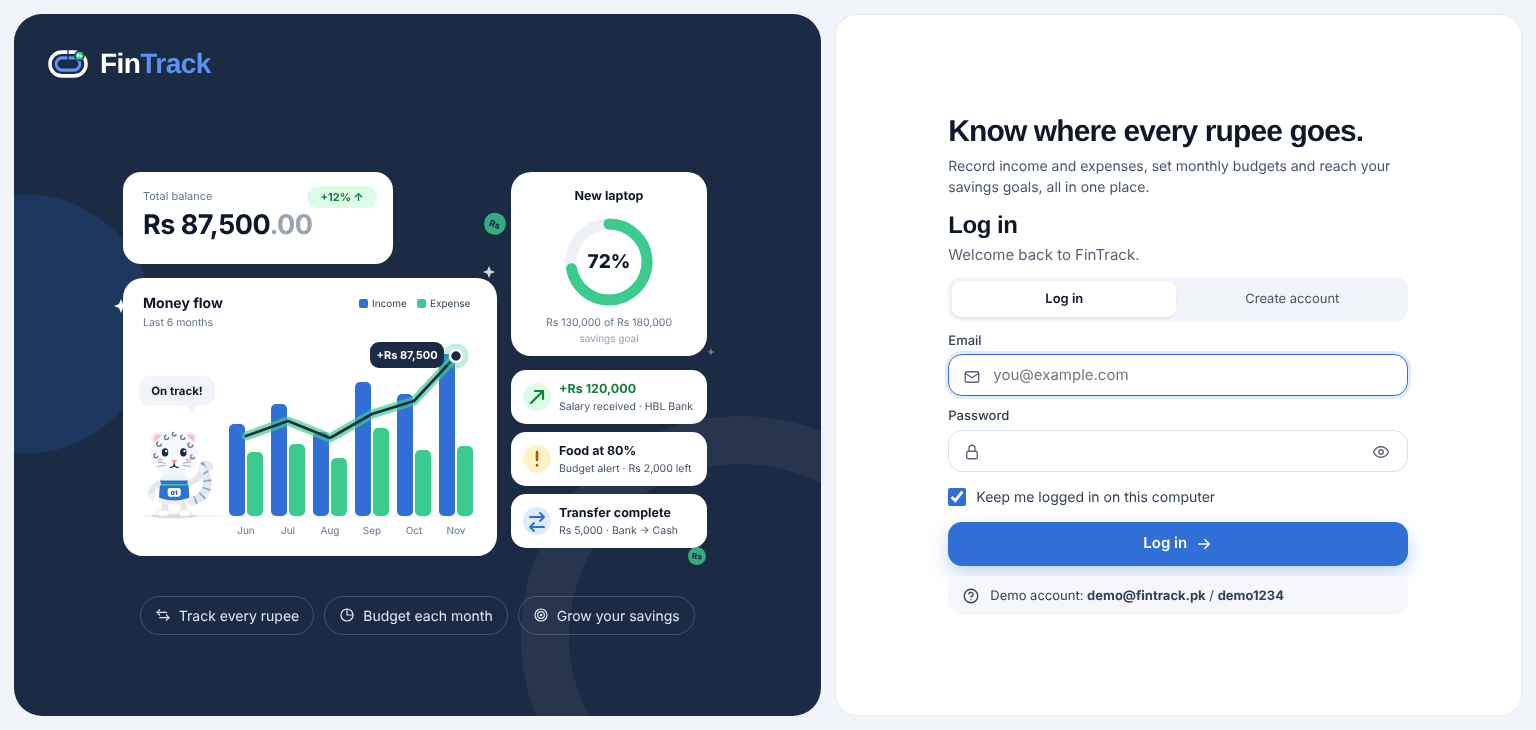 FinTrack
Total balance
+12% ↑
Rs 87,500.00
Rs
New laptop
72%
Rs 130,000 of Rs 180,000
savings goal
Money flow
Last 6 months
Income
Expense
+Rs 87,500
On track!
01
Jun
Jul
Aug
Sep
Oct
Nov
+Rs 120,000
Salary received · HBL Bank
!
Food at 80%
Budget alert · Rs 2,000 left
Transfer complete
Rs 5,000 · Bank → Cash
Rs
Track every rupee
Budget each month
Grow your savings
Know where every rupee goes.
Record income and expenses, set monthly budgets and reach your
savings goals, all in one place.
Log in
Welcome back to FinTrack.
Log in
Create account
Email
you@example.com
Password
Keep me logged in on this computer
Log in →
Demo account: demo@fintrack.pk / demo1234